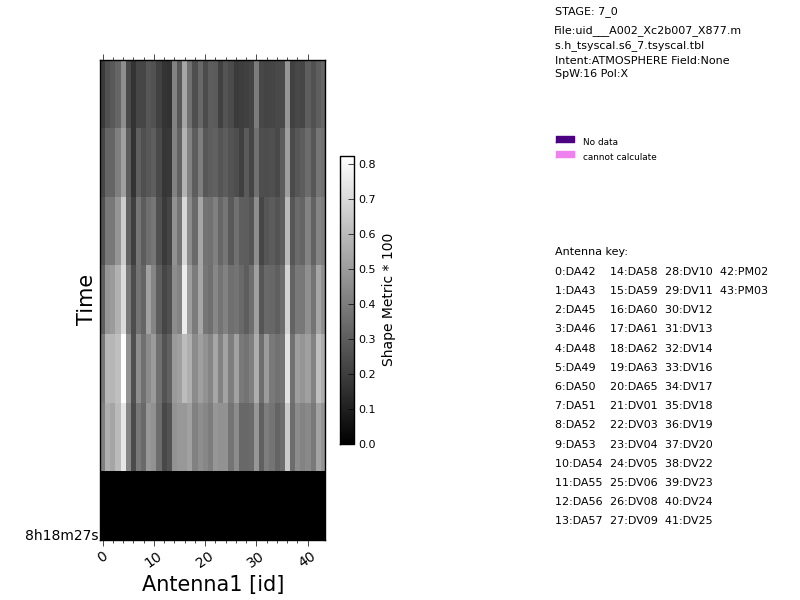 STAGE: 7_0
File:uid___A002_Xc2b007_X877.m
s.h_tsyscal.s6_7.tsyscal.tbl
Intent:ATMOSPHERE Field:None
SpW:16 Pol:X
No data
cannot calculate
Antenna key:
0:DA42 14:DA58 28:DV10 42:PM02
1:DA43 15:DA59 29:DV11 43:PM03
2:DA45 16:DA60 30:DV12
3:DA46 17:DA61 31:DV13
4:DA48 18:DA62 32:DV14
5:DA49 19:DA63 33:DV16
6:DA50 20:DA65 34:DV17
7:DA51 21:DV01 35:DV18
8:DA52 22:DV03 36:DV19
9:DA53 23:DV04 37:DV20
10:DA54 24:DV05 38:DV22
11:DA55 25:DV06 39:DV23
12:DA56 26:DV08 40:DV24
13:DA57 27:DV09 41:DV25
Time
8h18m27s
0 10 20 30 40
Antenna1 [id]
0.8
0.7
0.6
0.5
0.4
0.3
0.2
0.1
0.0
Shape Metric * 100